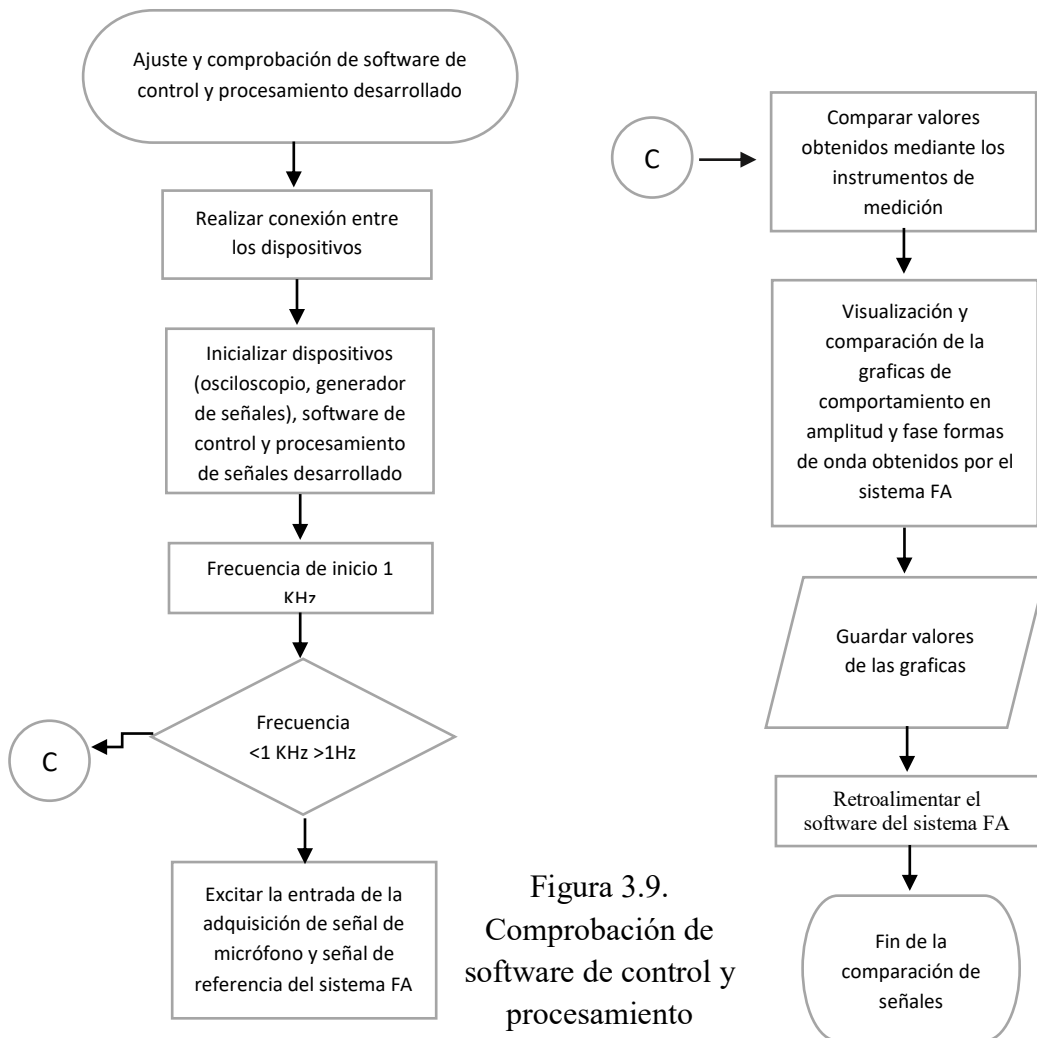 Ajuste y comprobación de software de
control y procesamiento desarrollado
Realizar conexión entre
los dispositivos
Inicializar dispositivos
(osciloscopio, generador
de señales), software de
control y procesamiento
de señales desarrollado
Frecuencia de inicio 1
KHz
Frecuencia
<1 KHz >1Hz
C
Excitar la entrada de la
adquisición de señal de
micrófono y señal de
referencia del sistema FA
C
Comparar valores
obtenidos mediante los
instrumentos de
medición
Visualización y
comparación de la
graficas de
comportamiento en
amplitud y fase formas
de onda obtenidos por el
sistema FA
Guardar valores
de las graficas
Retroalimentar el
software del sistema FA
Fin de la
comparación de
señales
Figura 3.9.
Comprobación de
software de control y
procesamiento